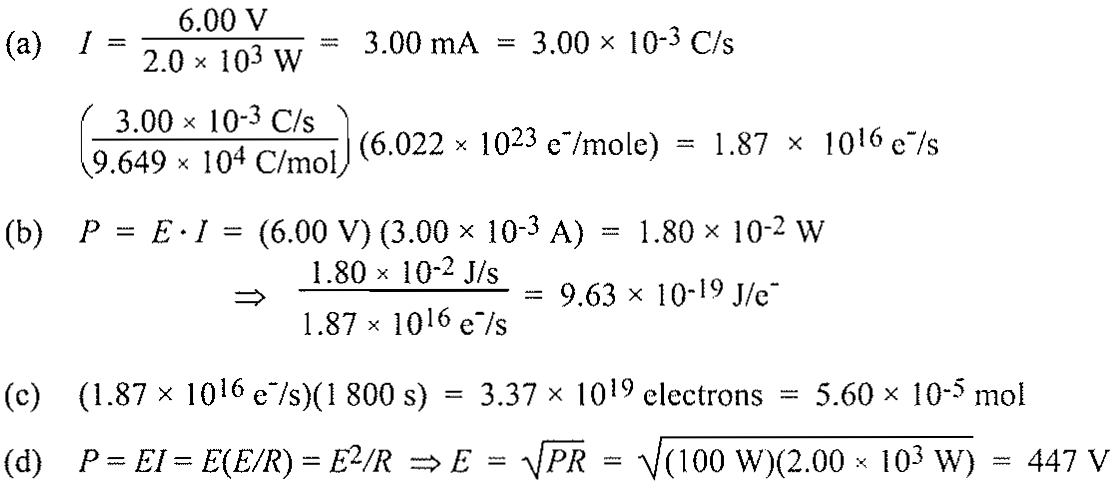 (a) I = 6.00 V / 2.0 × 10³ W = 3.00 mA = 3.00 × 10⁻³ C/s
(3.00 × 10⁻³ C/s / 9.649 × 10⁴ C/mol) (6.022 × 10²³ e⁻/mole) = 1.87 × 10¹⁶ e⁻/s
(b) P = E · I = (6.00 V) (3.00 × 10⁻³ A) = 1.80 × 10⁻² W
⇒ 1.80 × 10⁻² J/s / 1.87 × 10¹⁶ e⁻/s = 9.63 × 10⁻¹⁹ J/e⁻
(c) (1.87 × 10¹⁶ e⁻/s)(1 800 s) = 3.37 × 10¹⁹ electrons = 5.60 × 10⁻⁵ mol
(d) P = EI = E(E/R) = E²/R ⇒ E = √PR = √(100 W)(2.00 × 10³ W) = 447 V